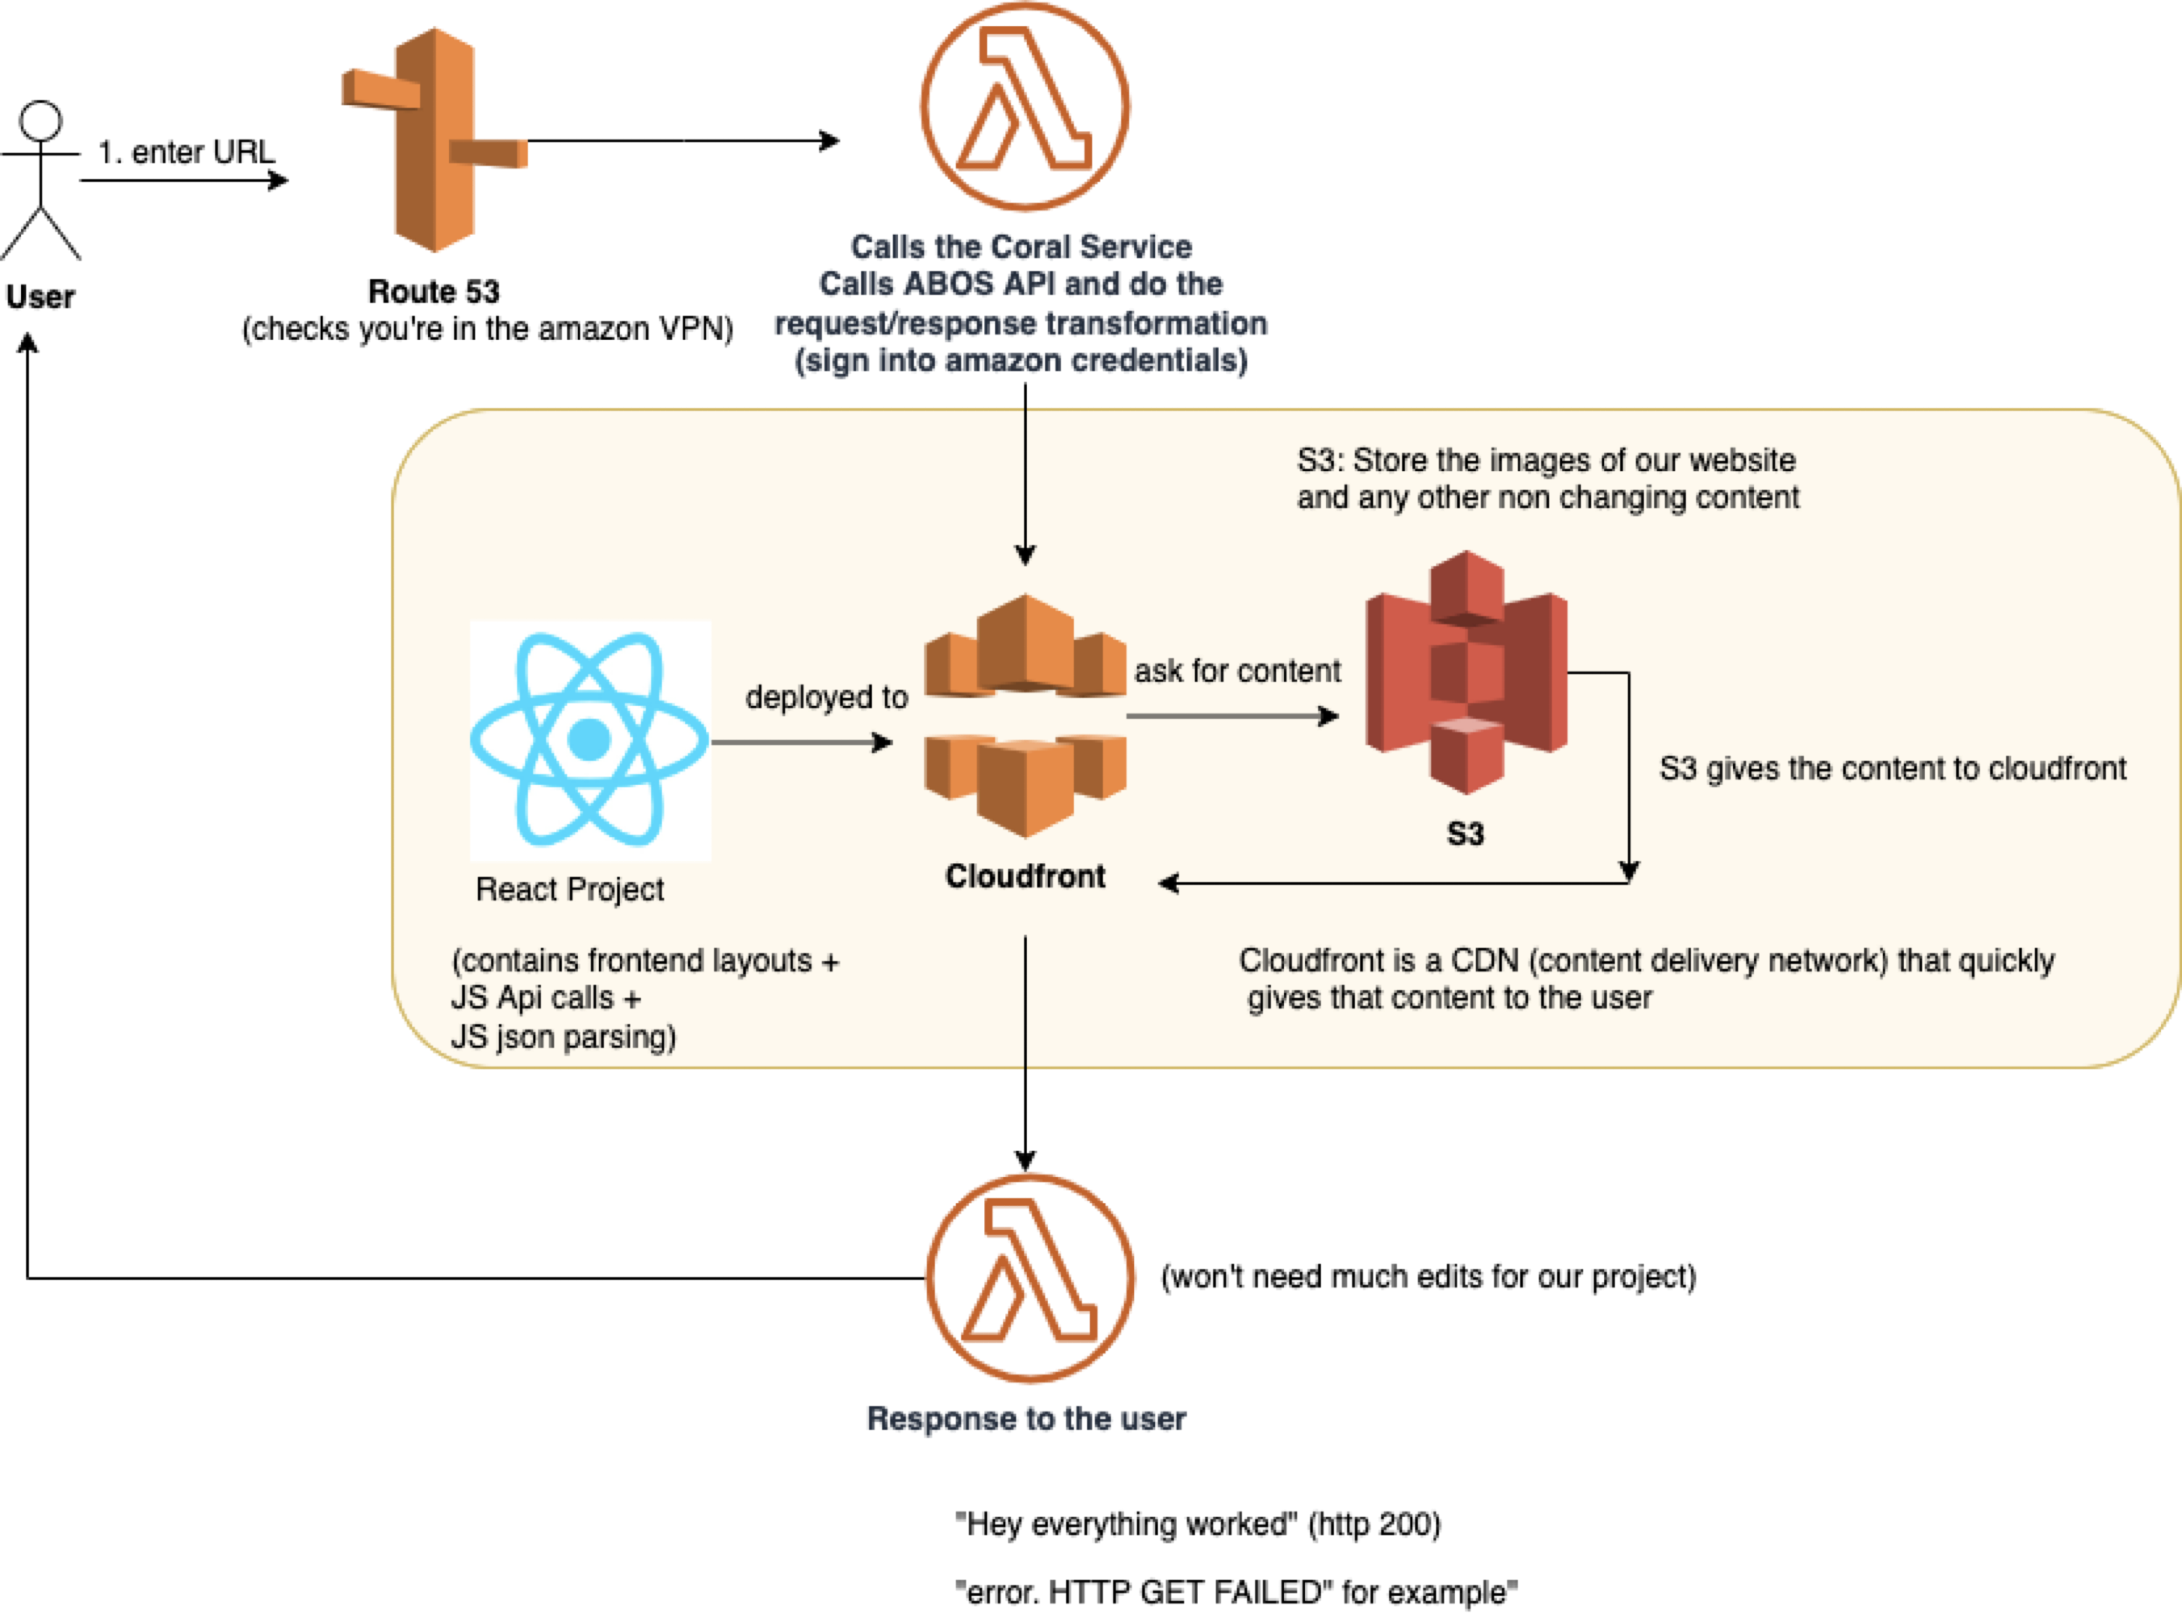 1. enter URL
User
Route 53
(checks you're in the amazon VPN)
Calls the Coral Service
Calls ABOS API and do the
request/response transformation
(sign into amazon credentials)
S3: Store the images of our website
and any other non changing content
deployed to
ask for content
S3 gives the content to cloudfront
S3
Cloudfront
React Project
(contains frontend layouts +
JS Api calls +
JS json parsing)
Cloudfront is a CDN (content delivery network) that quickly
gives that content to the user
(won't need much edits for our project)
Response to the user
"Hey everything worked" (http 200)
"error. HTTP GET FAILED" for example"